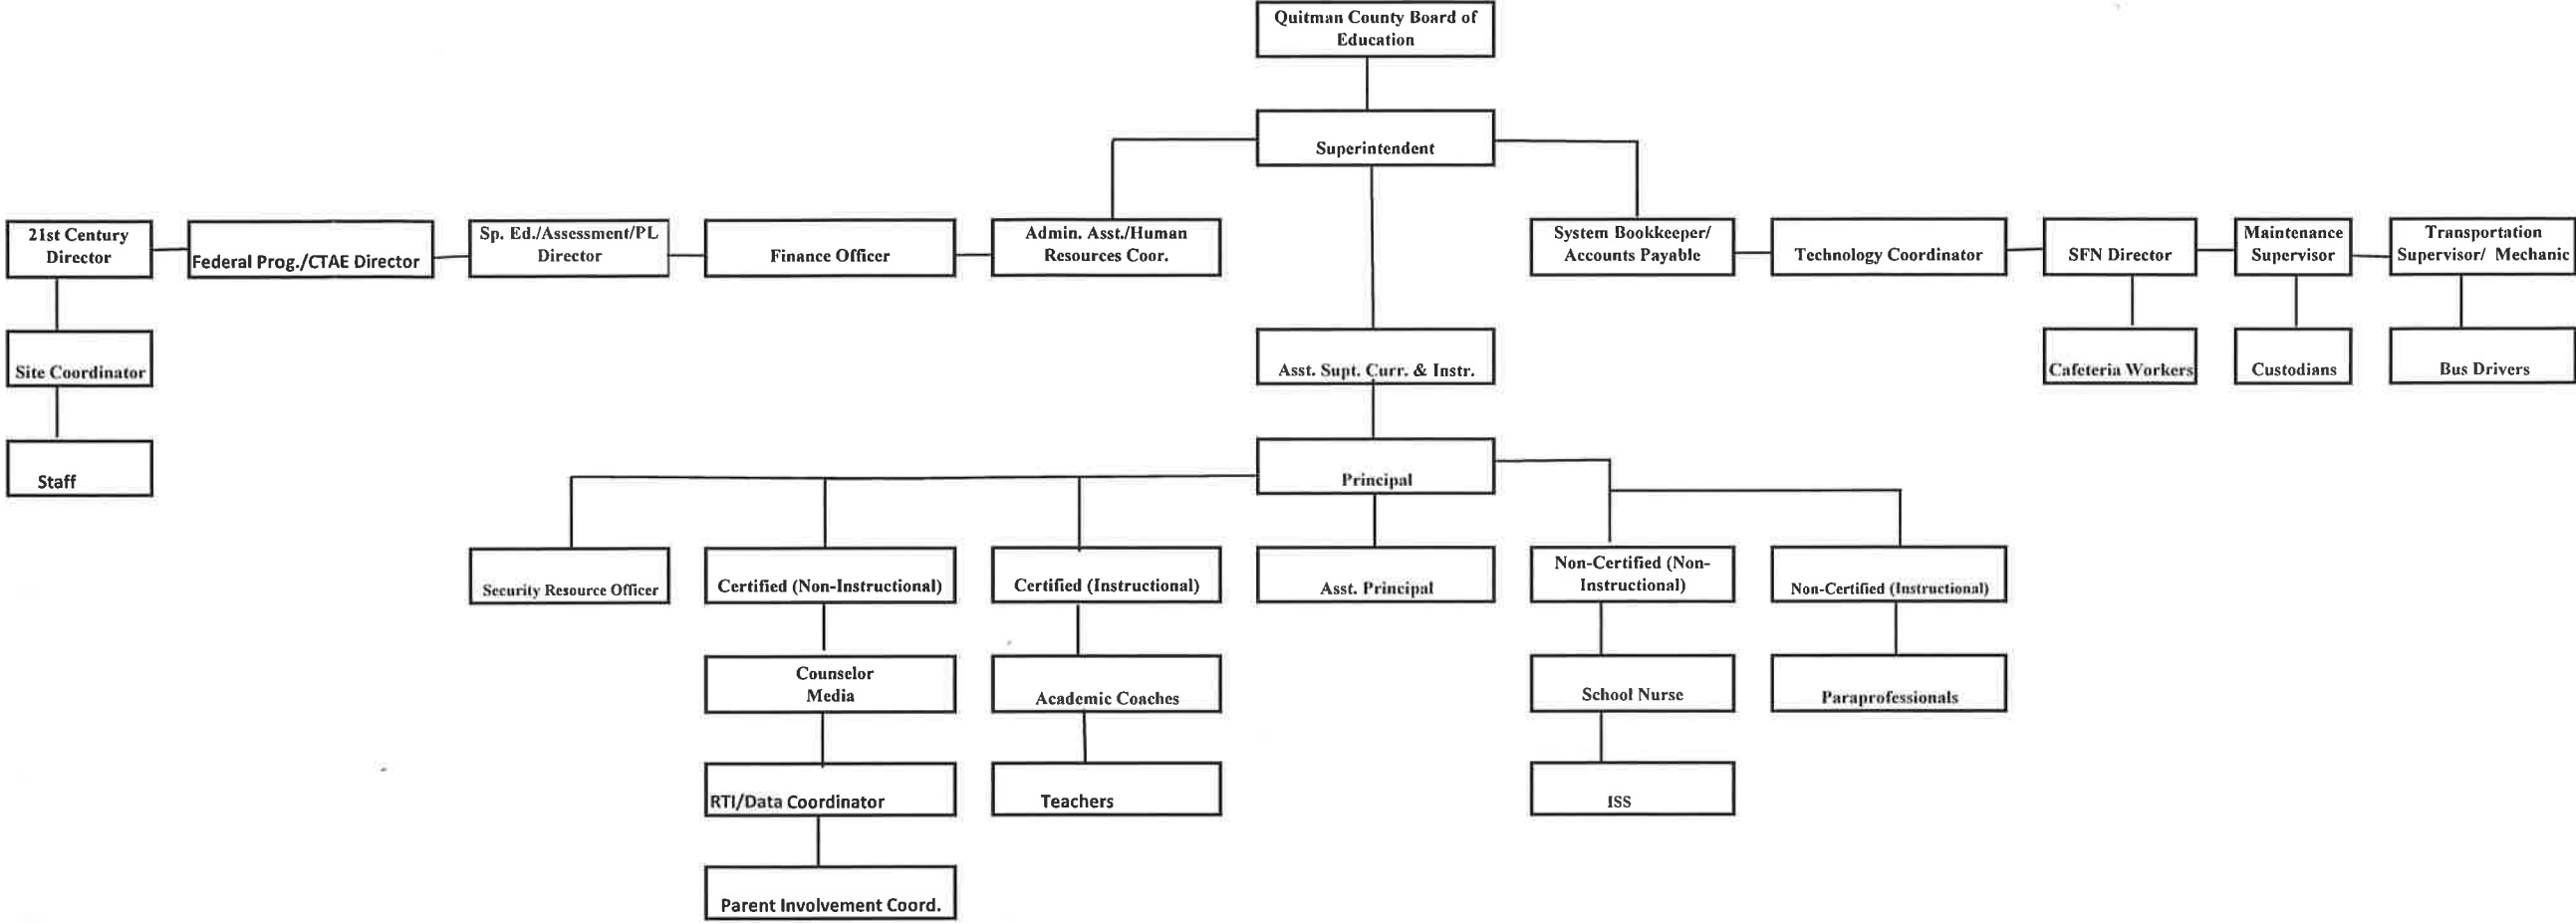 Quitman County Board of
Education
Superintendent
21st Century
Director
Federal Prog./CTAE Director
Sp. Ed./Assessment/PL
Director
Finance Officer
Admin. Asst./Human
Resources Coor.
System Bookkeeper/
Accounts Payable
Technology Coordinator
SFN Director
Maintenance
Supervisor
Transportation
Supervisor/ Mechanic
Site Coordinator
Asst. Supt. Curr. & Instr.
Cafeteria Workers
Custodians
Bus Drivers
Staff
Principal
Security Resource Officer
Certified (Non-Instructional)
Certified (Instructional)
Asst. Principal
Non-Certified (Non-
Instructional)
Non-Certified (Instructional)
Counselor
Media
Academic Coaches
School Nurse
Paraprofessionals
RTI/Data Coordinator
Teachers
ISS
Parent Involvement Coord.